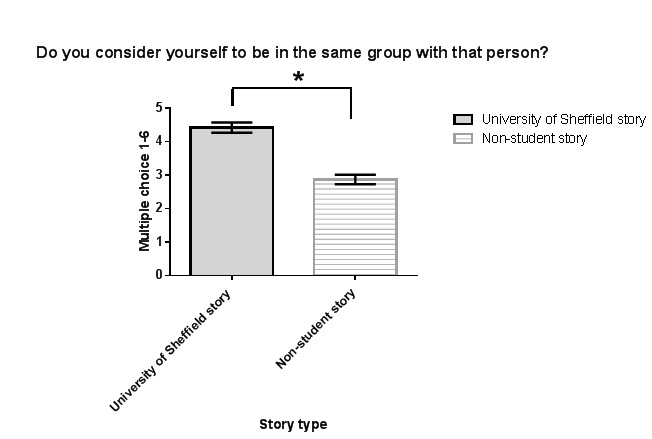 Do you consider yourself to be in the same group with that person?
*
University of Sheffield story
Non-student story
Multiple choice 1-6
5
4
3
2
1
0
University of Sheffield story
Non-student story
Story type